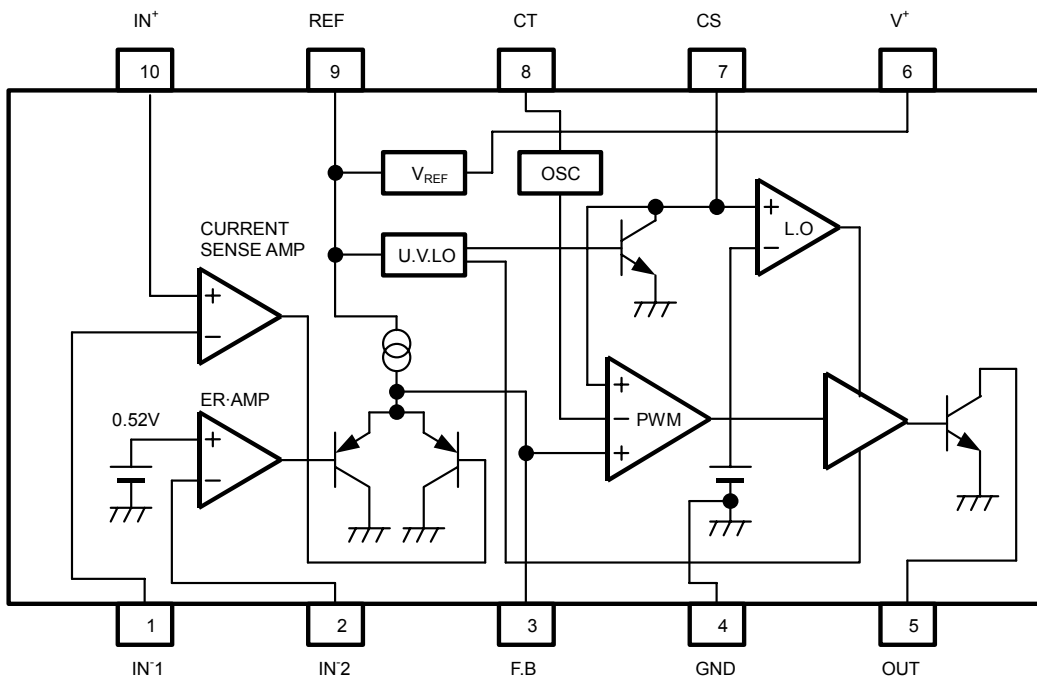 IN⁺ REF CT CS V⁺
10 9 8 7 6
V_REF
OSC
CURRENT
SENSE AMP
U.V.LO
+
−
L.O
+
−
ER·AMP
0.52V
+
−
+
−
+
PWM
1 2 3 4 5
IN⁻1 IN⁻2 F.B GND OUT